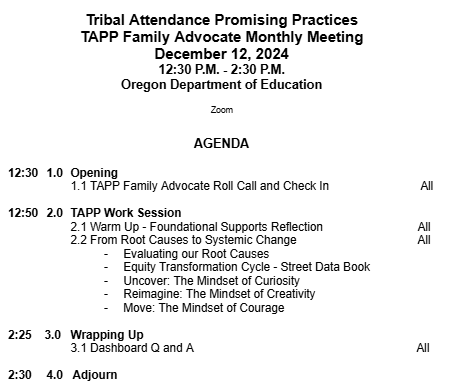 Tribal Attendance Promising Practices
TAPP Family Advocate Monthly Meeting
December 12, 2024
12:30 P.M. - 2:30 P.M.
Oregon Department of Education
Zoom
AGENDA
12:30 1.0 Opening
1.1 TAPP Family Advocate Roll Call and Check In All
12:50 2.0 TAPP Work Session
2.1 Warm Up - Foundational Supports Reflection All
2.2 From Root Causes to Systemic Change All
- Evaluating our Root Causes
- Equity Transformation Cycle - Street Data Book
- Uncover: The Mindset of Curiosity
- Reimagine: The Mindset of Creativity
- Move: The Mindset of Courage
2:25 3.0 Wrapping Up
3.1 Dashboard Q and A All
2:30 4.0 Adjourn